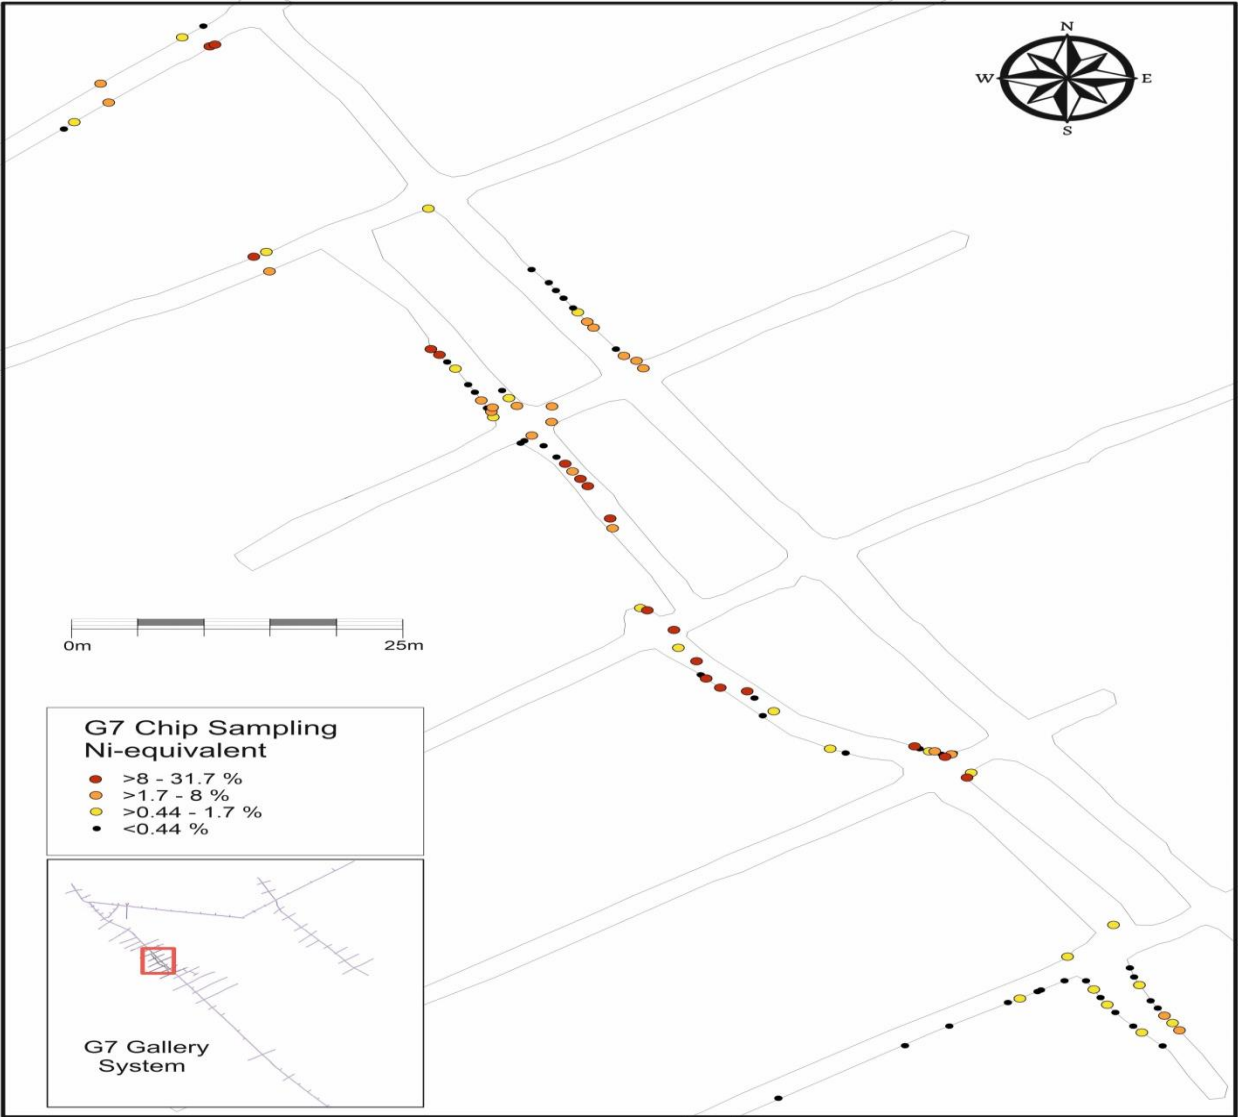 N
W E
S
0m 25m
G7 Chip Sampling
Ni-equivalent
>8 - 31.7 %
>1.7 - 8 %
>0.44 - 1.7 %
<0.44 %
G7 Gallery
System